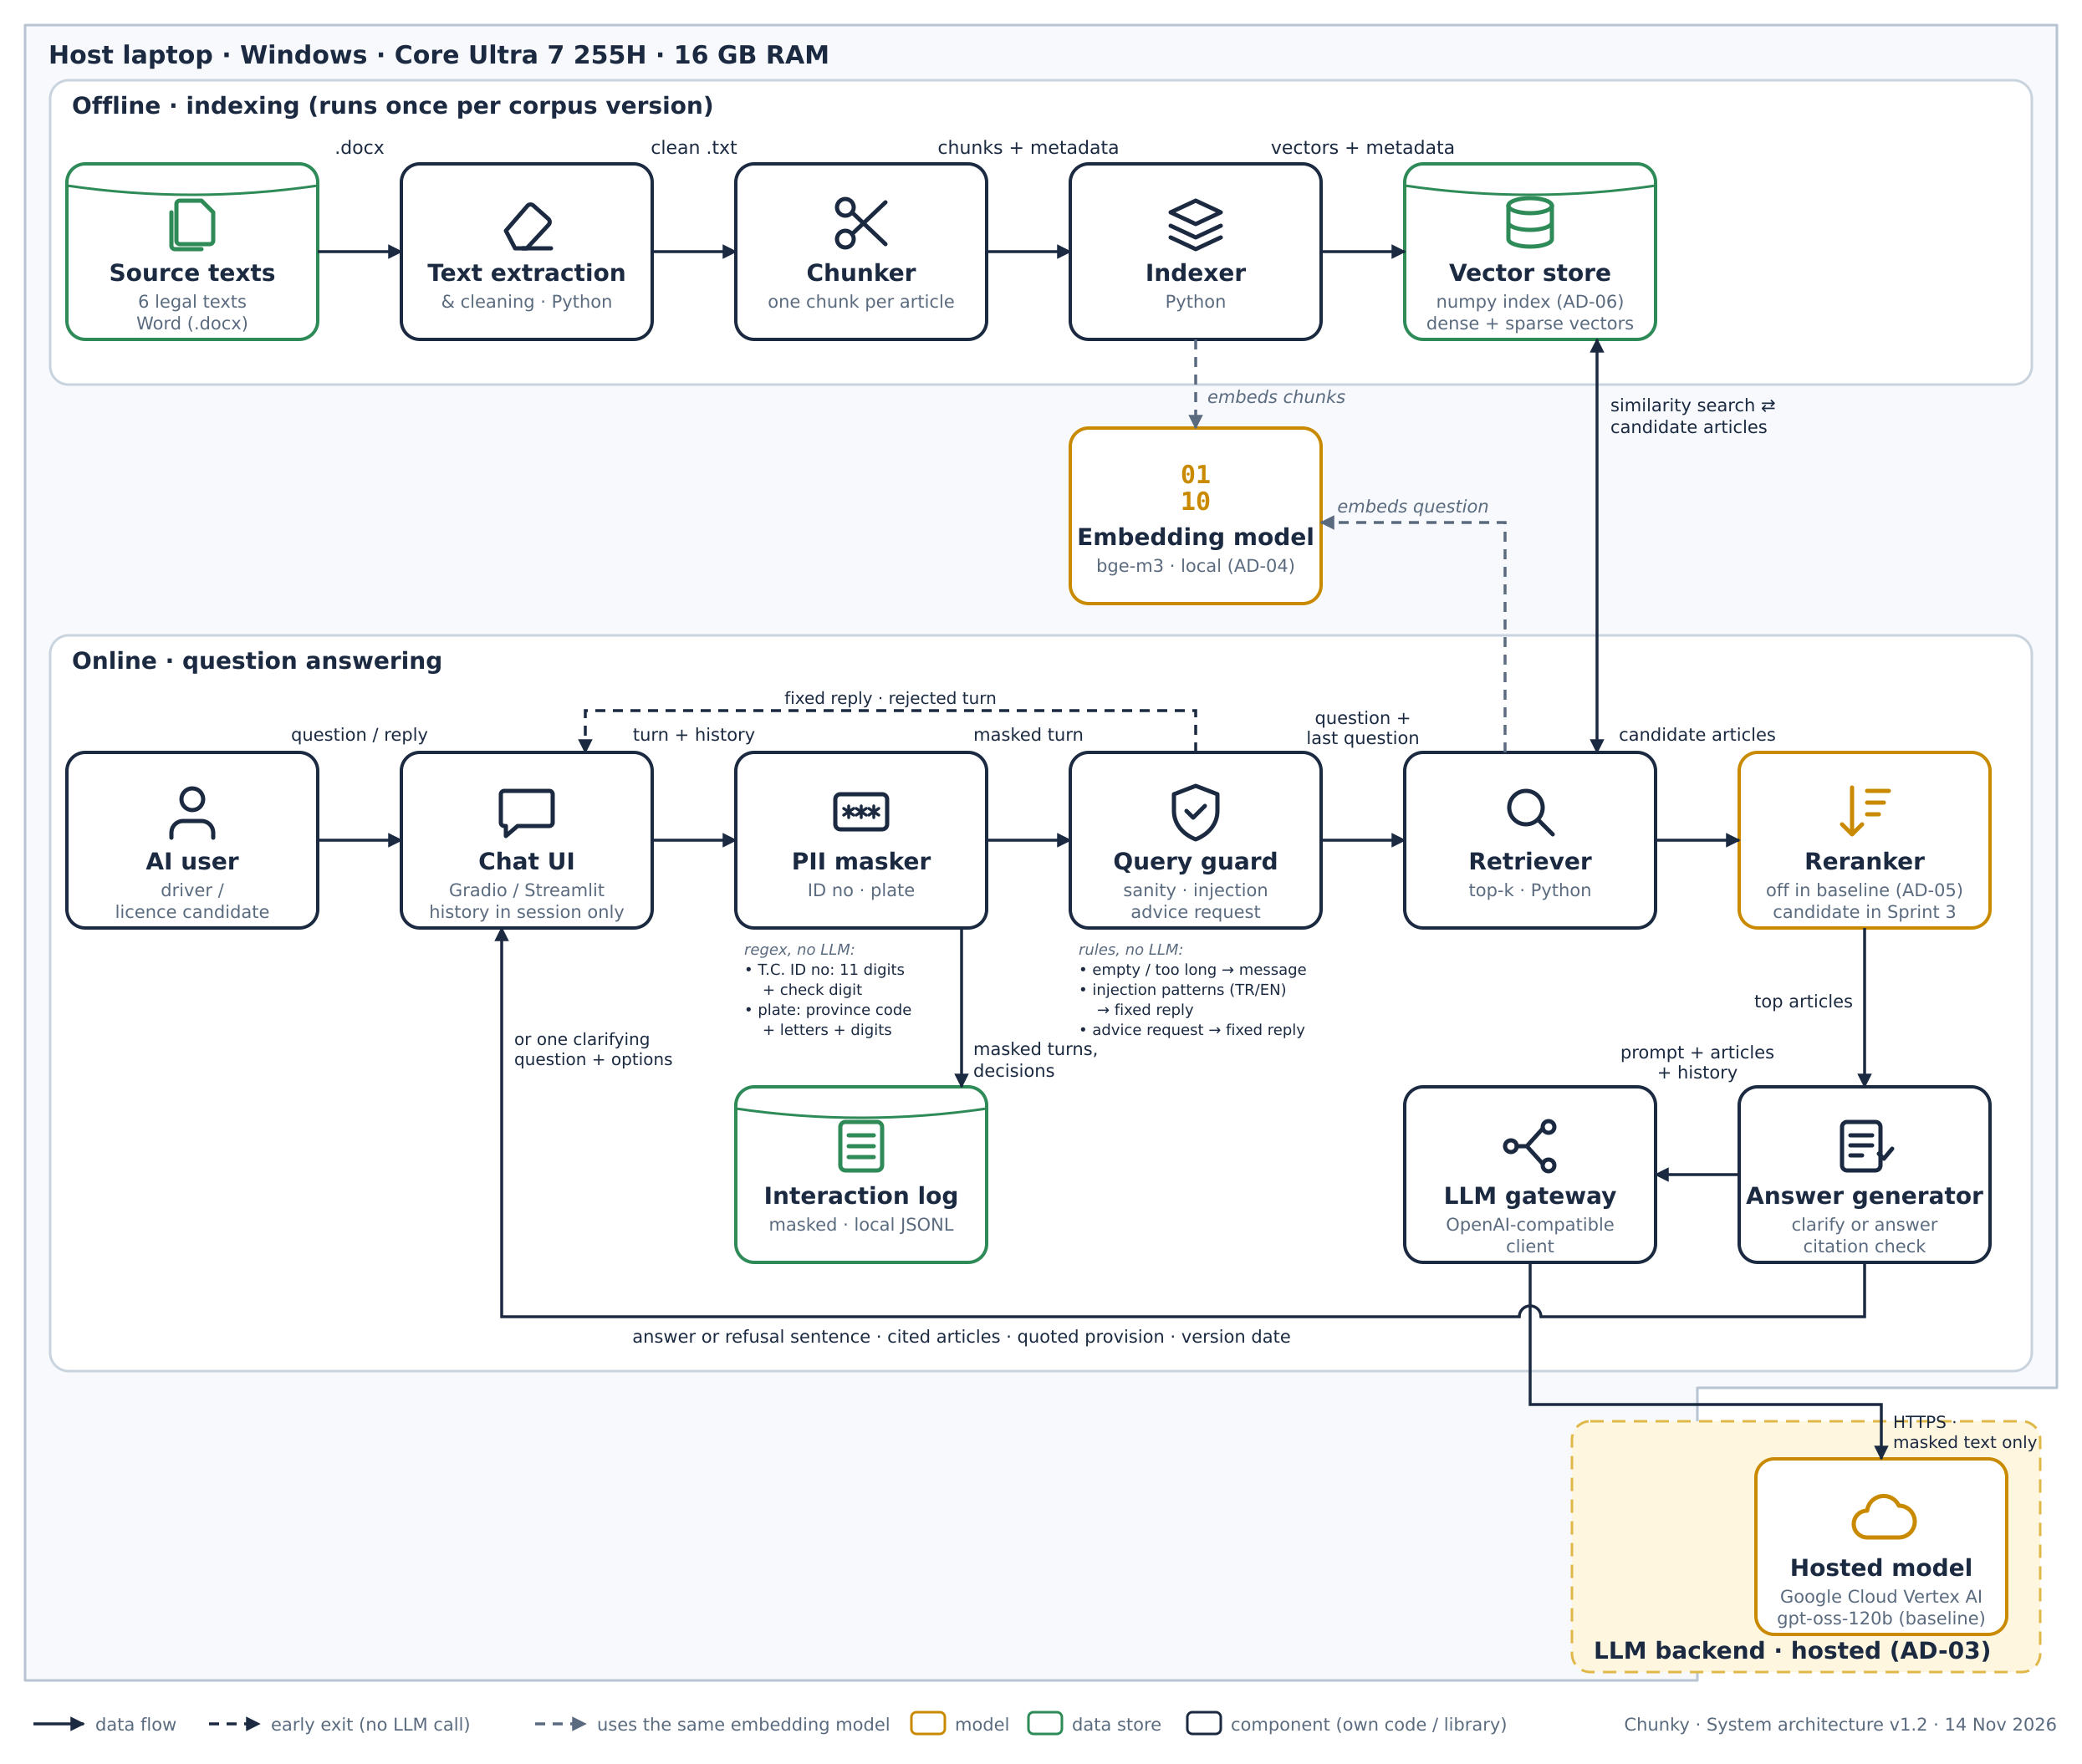 Host laptop · Windows · Core Ultra 7 255H · 16 GB RAM
Offline · indexing (runs once per corpus version)
.docx
clean .txt
chunks + metadata
vectors + metadata
Source texts
6 legal texts
Word (.docx)
Text extraction
& cleaning · Python
Chunker
one chunk per article
Indexer
Python
Vector store
numpy index (AD-06)
dense + sparse vectors
embeds chunks
similarity search ⇄
candidate articles
01
10
Embedding model
bge-m3 · local (AD-04)
embeds question
Online · question answering
fixed reply · rejected turn
question / reply
turn + history
masked turn
question +
last question
candidate articles
AI user
driver /
licence candidate
Chat UI
Gradio / Streamlit
history in session only
***
PII masker
ID no · plate
Query guard
sanity · injection
advice request
Retriever
top-k · Python
Reranker
off in baseline (AD-05)
candidate in Sprint 3
regex, no LLM:
• T.C. ID no: 11 digits
+ check digit
• plate: province code
+ letters + digits
rules, no LLM:
• empty / too long → message
• injection patterns (TR/EN)
→ fixed reply
• advice request → fixed reply
top articles
or one clarifying
question + options
masked turns,
decisions
prompt + articles
+ history
Interaction log
masked · local JSONL
LLM gateway
OpenAI-compatible
client
Answer generator
clarify or answer
citation check
answer or refusal sentence · cited articles · quoted provision · version date
HTTPS ·
masked text only
Hosted model
Google Cloud Vertex AI
gpt-oss-120b (baseline)
LLM backend · hosted (AD-03)
data flow
early exit (no LLM call)
uses the same embedding model
model
data store
component (own code / library)
Chunky · System architecture v1.2 · 14 Nov 2026